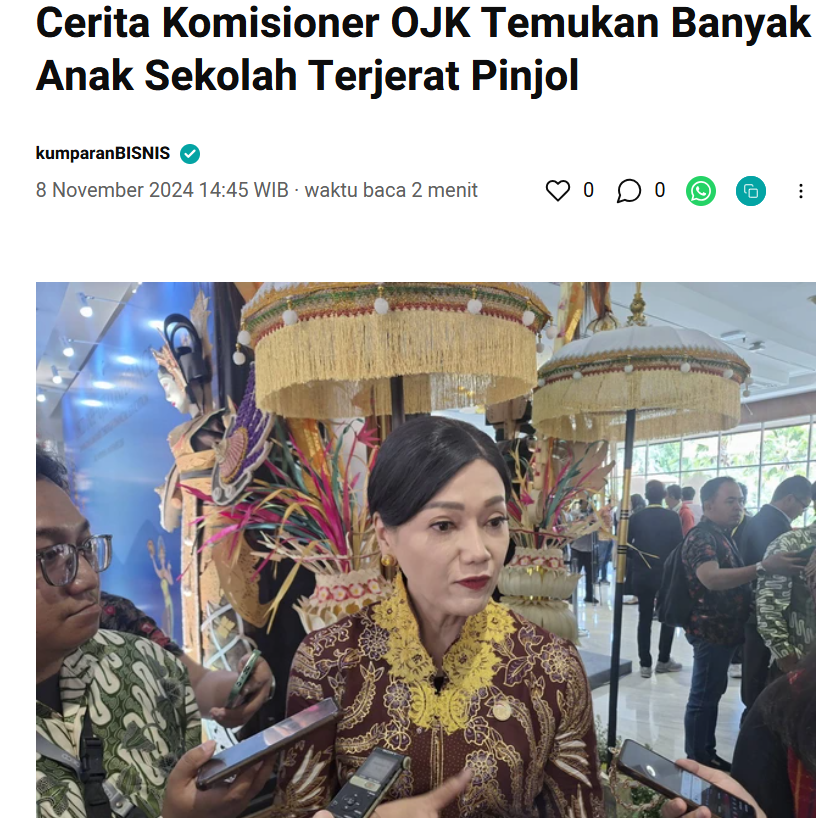 Cerita Komisioner OJK Temukan Banyak
Anak Sekolah Terjerat Pinjol
kumparanBISNIS
8 November 2024 14:45 WIB · waktu baca 2 menit
0
0